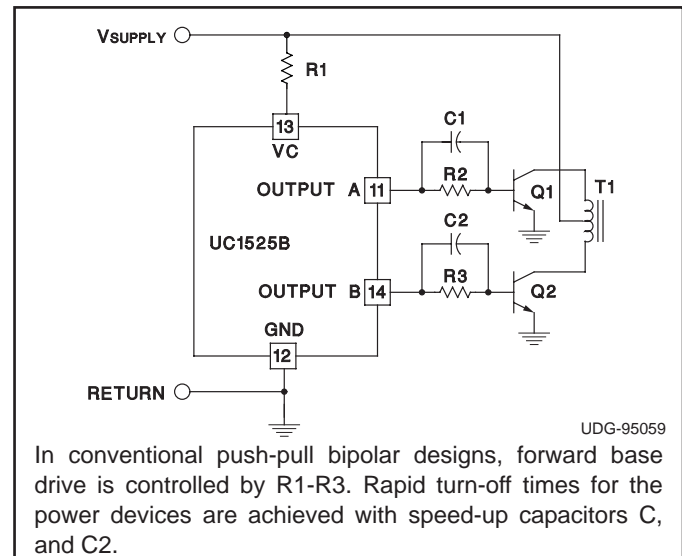 VSUPPLY
R1
13
VC
C1
OUTPUT A 11
R2
Q1
T1
UC1525B
C2
OUTPUT B 14
R3
Q2
GND
12
RETURN
UDG-95059
In conventional push-pull bipolar designs, forward base
drive is controlled by R1-R3. Rapid turn-off times for the
power devices are achieved with speed-up capacitors C,
and C2.